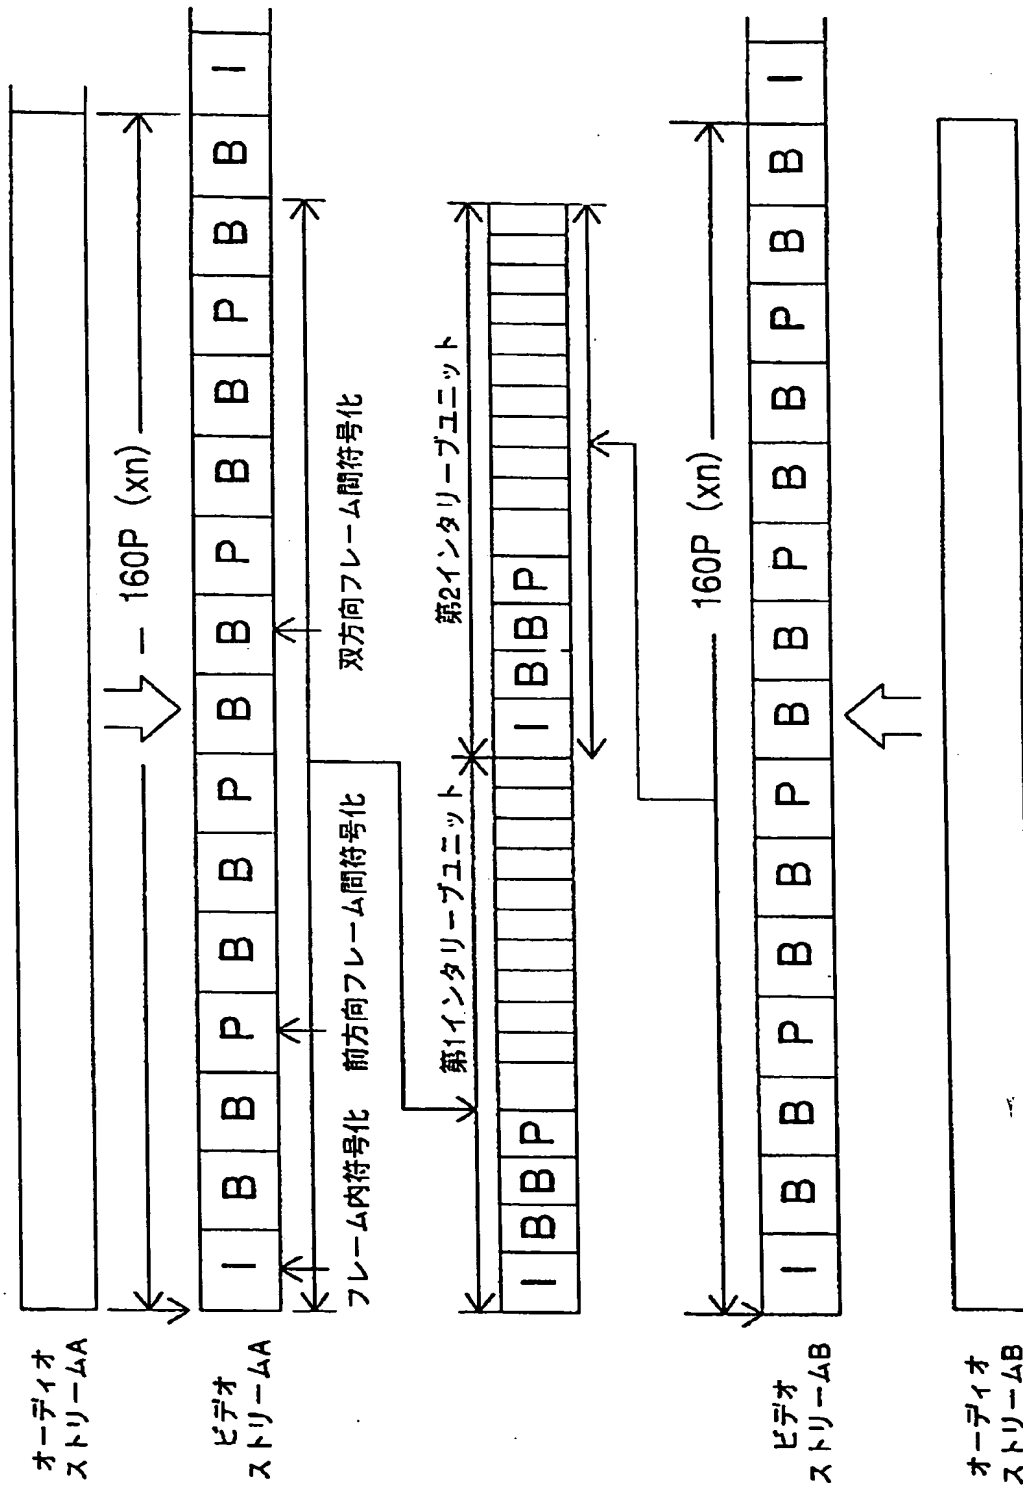 オーディオ
ストリームA
160P (xn)
ビデオ
ストリームA
I B B P B B P B B P B B P B B I
フレーム内符号化 前方向フレーム間符号化 双方向フレーム間符号化
第1インタリーブユニット 第2インタリーブユニット
I B B P I B B P
160P (xn)
ビデオ
ストリームB
I B B P B B P B B P B B P B B I
オーディオ
ストリームB